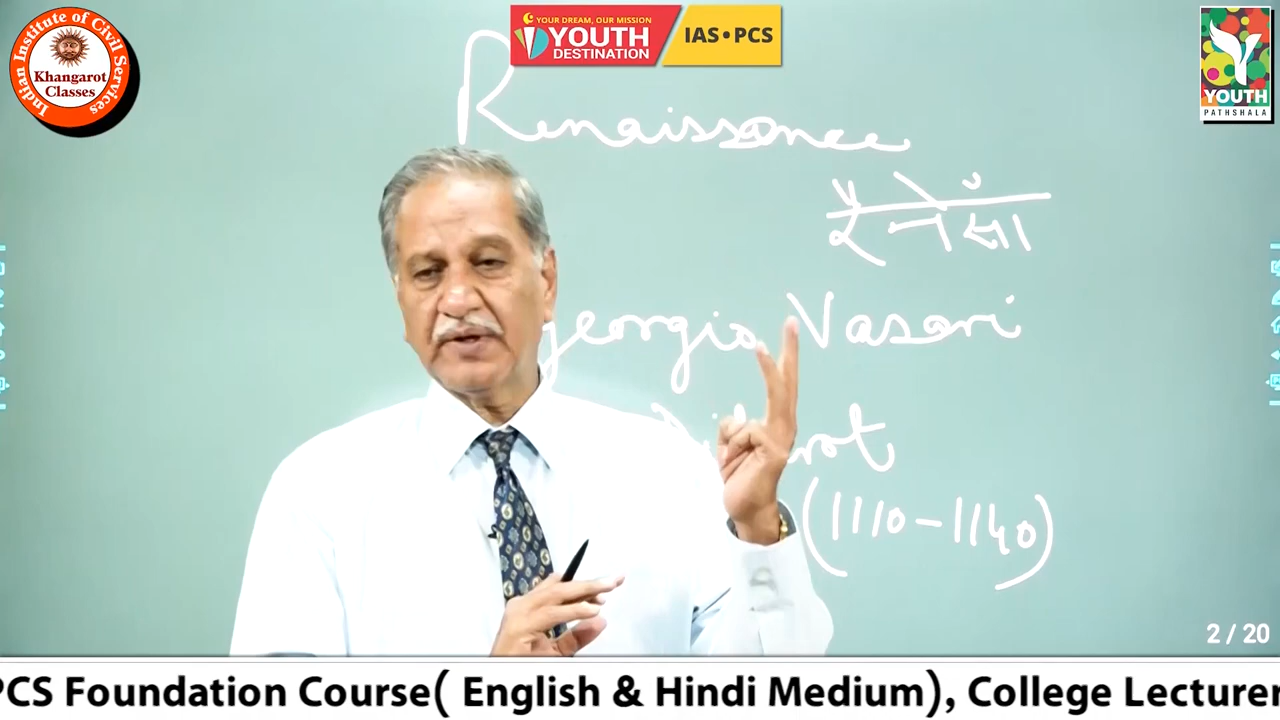 Indian Institute of Civil Services
Khangarot
Classes
YOUR DREAM, OUR MISSION
YOUTH
DESTINATION
IAS•PCS
YOUTH
PATHSHALA
Renaissance
रेनेसाँ
Georgio Vasari
(1110-1140)
2 / 20
PCS Foundation Course( English & Hindi Medium), College Lecturer